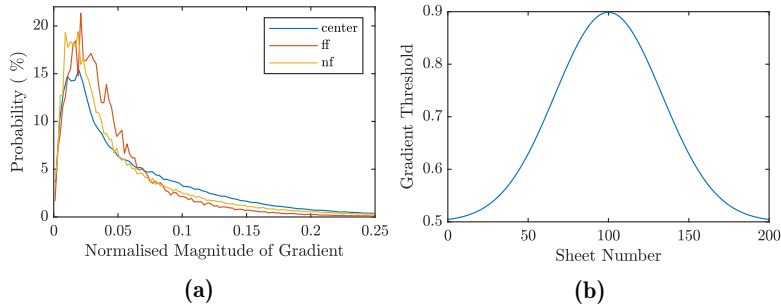 20
15
10
5
0
Probability ( %)
center
ff
nf
0 0.05 0.1 0.15 0.2 0.25
Normalised Magnitude of Gradient
(a)
0.9
0.8
0.7
0.6
0.5
Gradient Threshold
0 50 100 150 200
Sheet Number
(b)